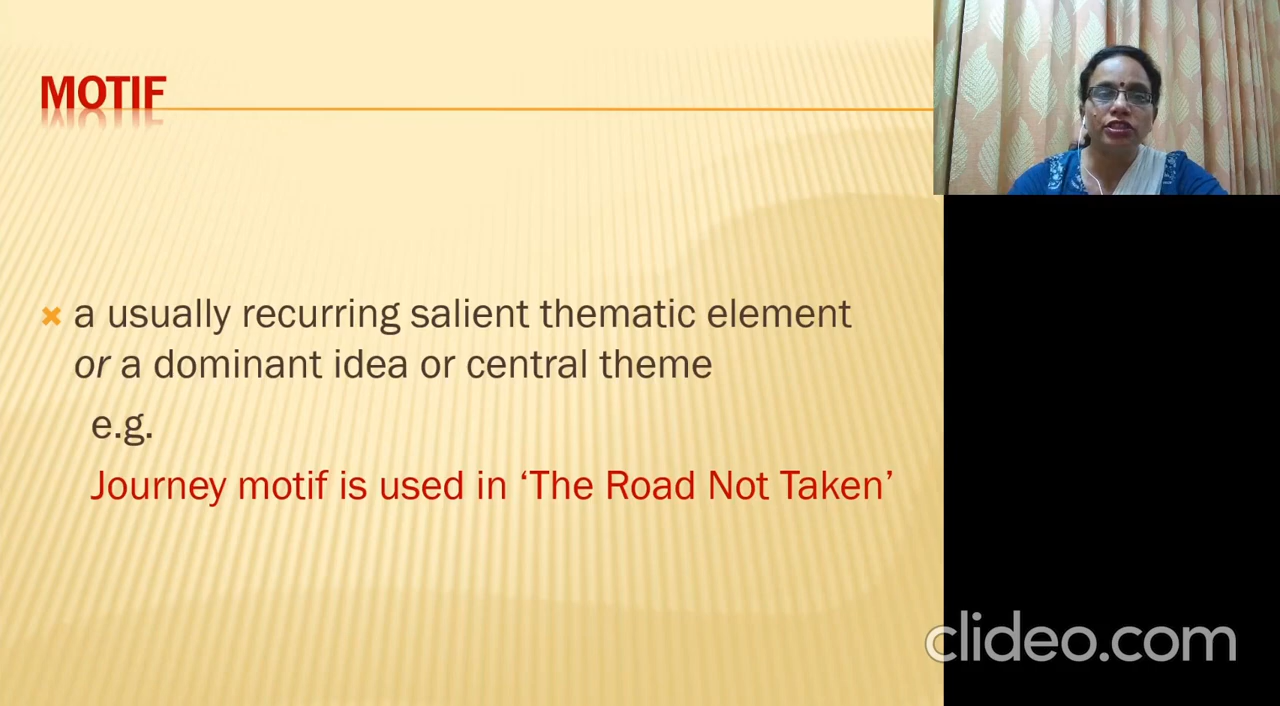 MOTIF
a usually recurring salient thematic element
or a dominant idea or central theme
e.g.
Journey motif is used in ‘The Road Not Taken’
clideo.com